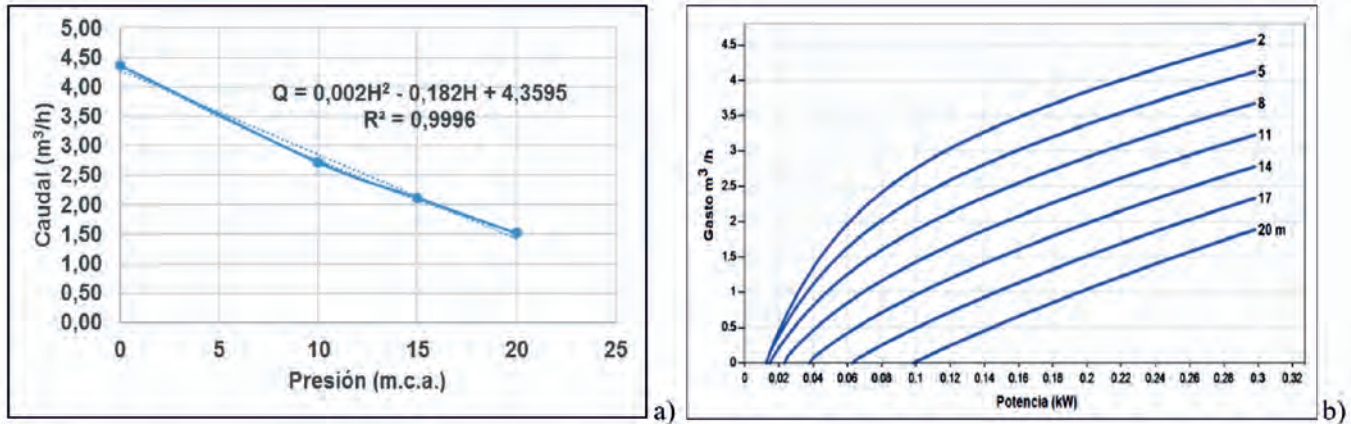 5,00
4,50
4,00
3,50
3,00
2,50
2,00
1,50
1,00
0,50
0,00
Caudal (m³/h)
Q = 0,002H² - 0,182H + 4,3595
R² = 0,9996
0 5 10 15 20 25
Presión (m.c.a.)
a)
4.5
4
3.5
3
2.5
2
1.5
1
0.5
0
Gasto m³ /h
2
5
8
11
14
17
20 m
0 0.02 0.04 0.06 0.08 0.1 0.12 0.14 0.16 0.18 0.2 0.22 0.24 0.26 0.28 0.3 0.32
Potencia (kW)
b)